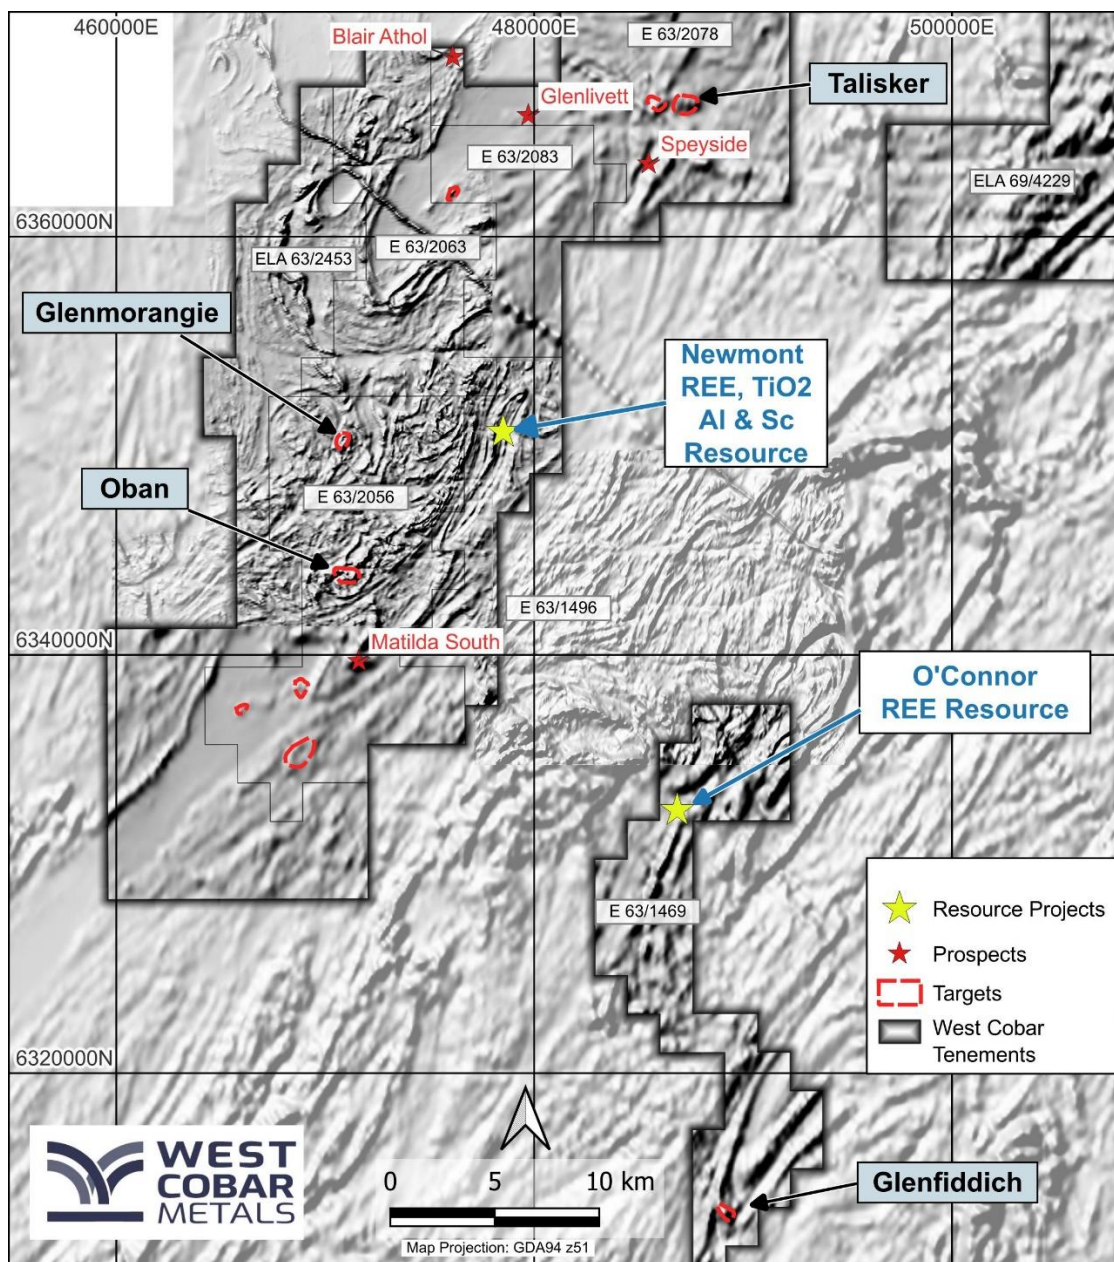 460000E
480000E
500000E
Blair Athol
E 63/2078
Talisker
Glenlivett
Speyside
E 63/2083
ELA 69/4229
6360000N
E 63/2063
ELA 63/2453
Glenmorangie
Newmont
REE, TiO2
Al & Sc
Resource
Oban
E 63/2056
E 63/1496
6340000N
Matilda South
O'Connor
REE Resource
E 63/1469
Resource Projects
Prospects
Targets
West Cobar
Tenements
6320000N
WEST
COBAR
METALS
0 5 10 km
Map Projection: GDA94 z51
Glenfiddich